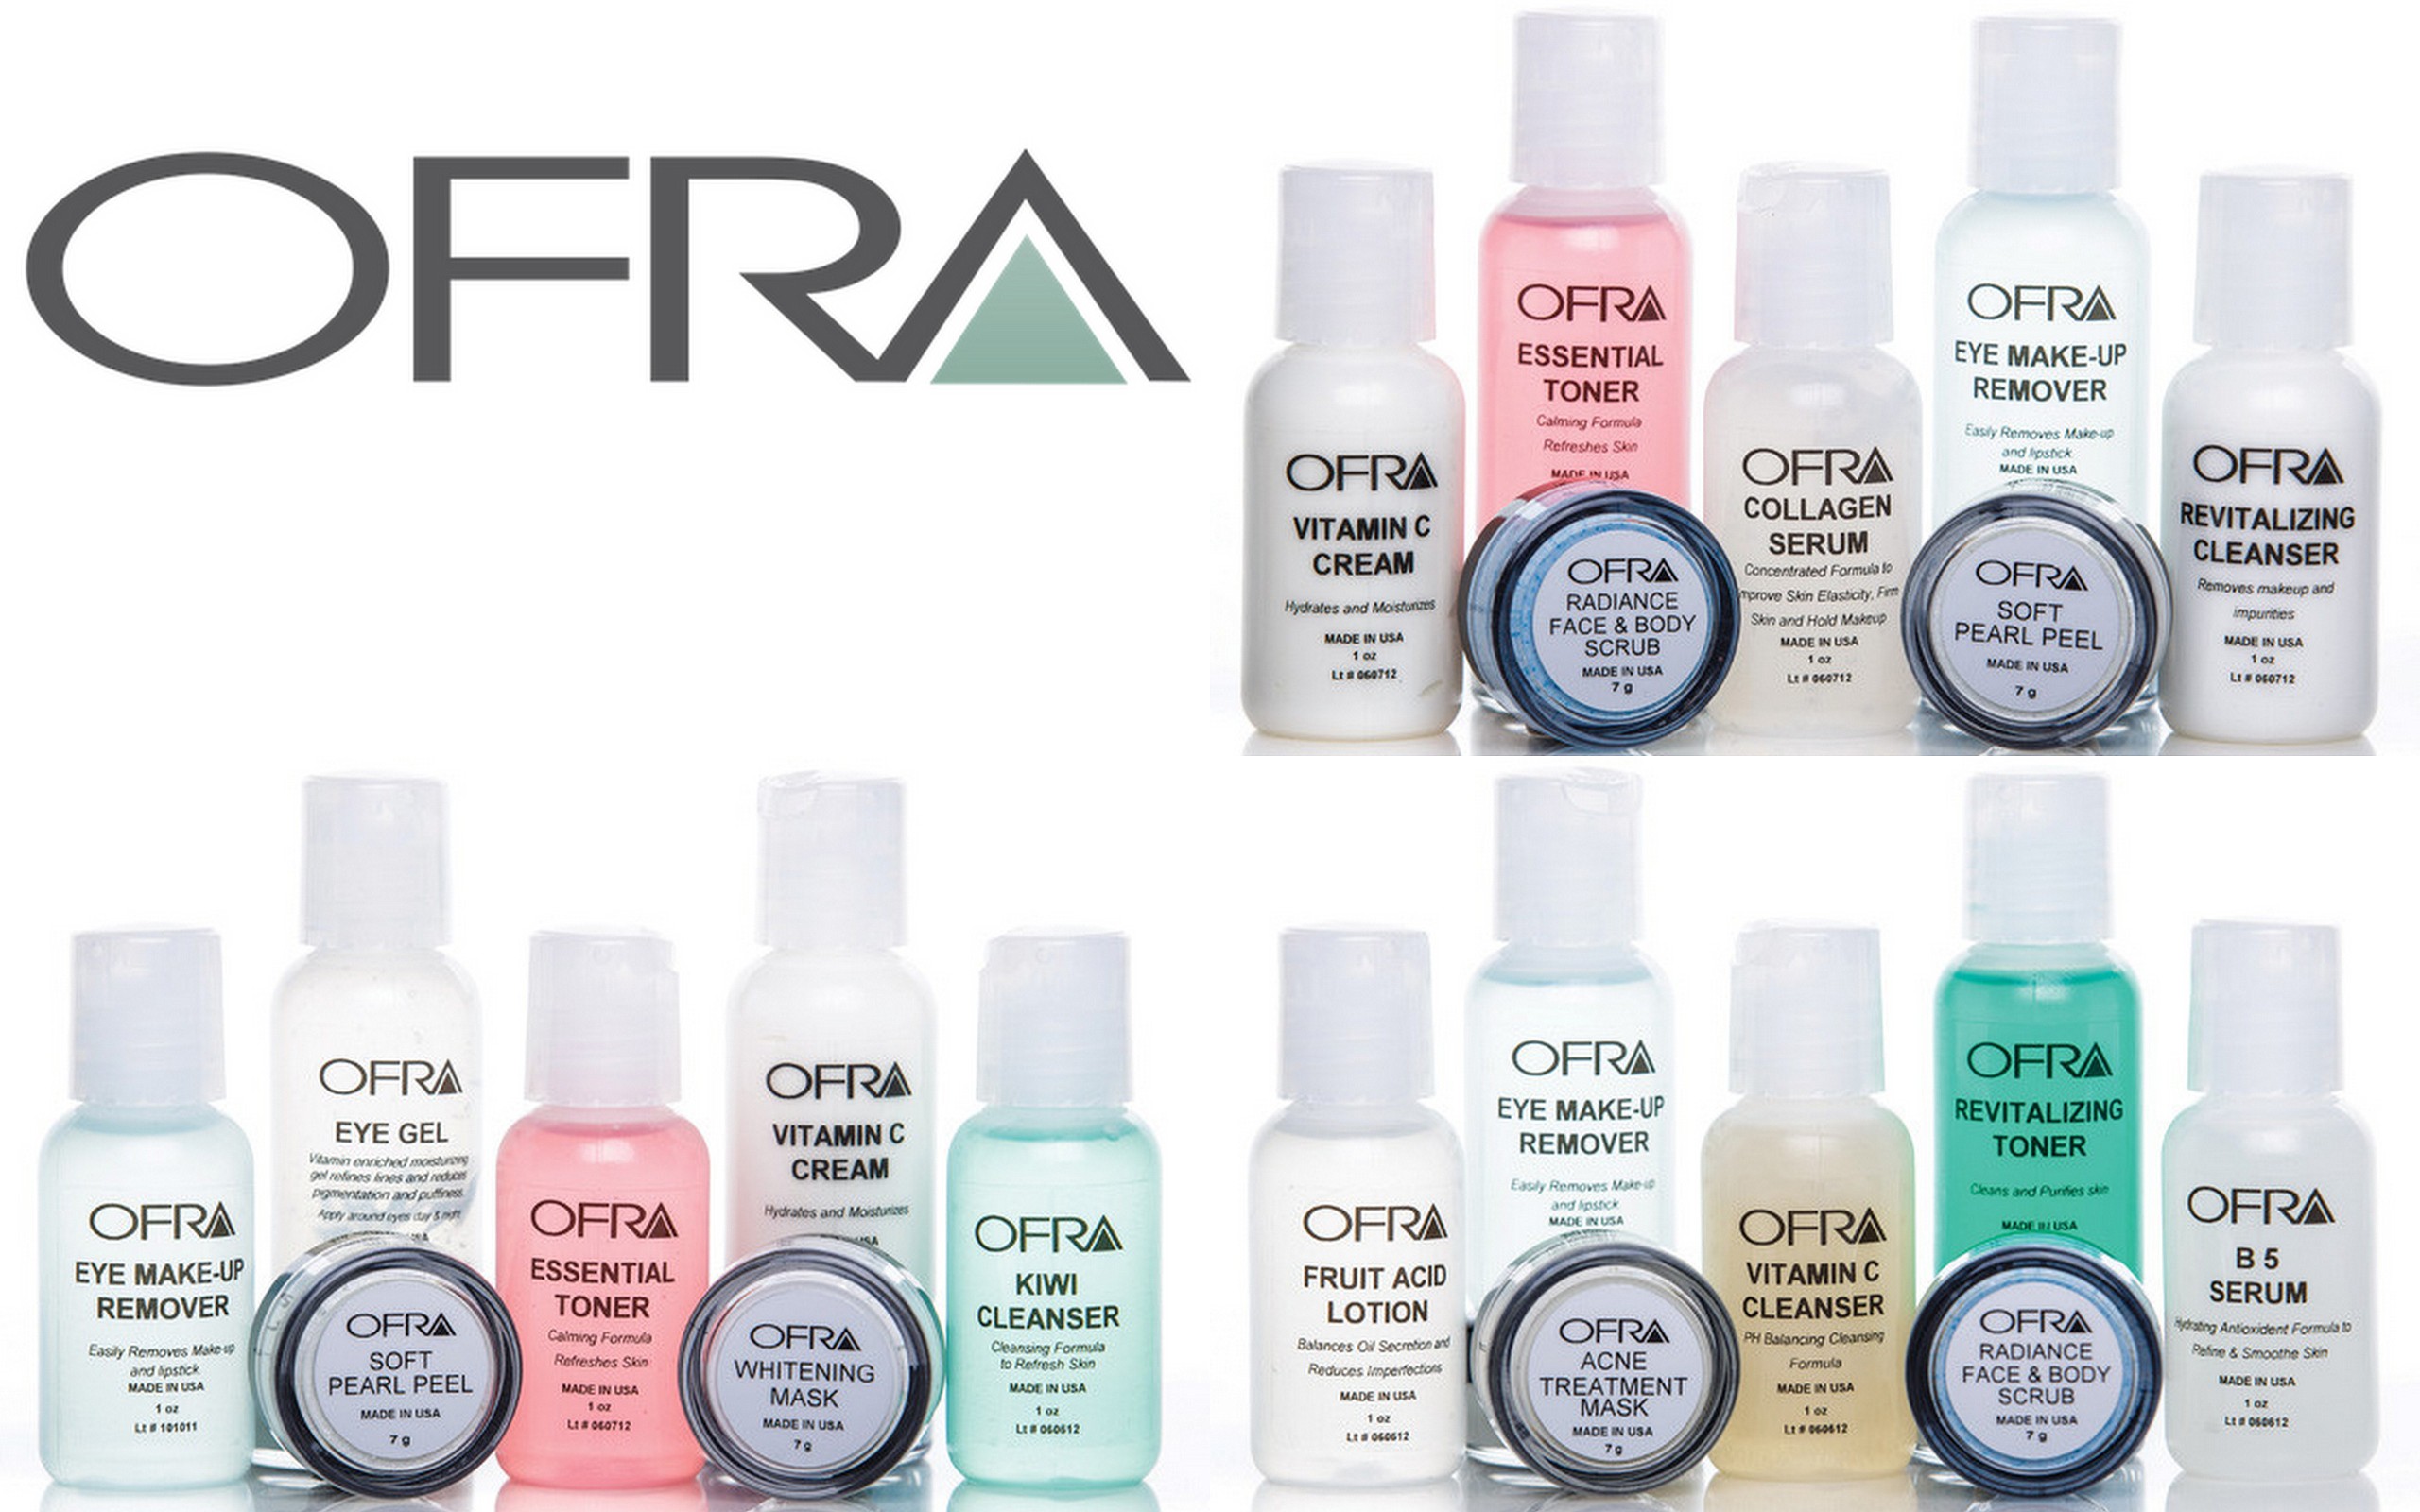 OFRA
OFRA
VITAMIN C
CREAM
Hydrates and Moisturizes
MADE IN USA
1 oz
Lt # 060712
OFRA
ESSENTIAL
TONER
Calming Formula
Refreshes Skin
MADE IN USA
OFRA
RADIANCE
FACE & BODY
SCRUB
MADE IN USA
7 g
OFRA
COLLAGEN
SERUM
Concentrated Formula to
mprove Skin Elasticity, Firm
Skin and Hold Makeup
MADE IN USA
1 oz
Lt # 060712
OFRA
EYE MAKE-UP
REMOVER
Easily Removes Make-up
and lipstick
MADE IN USA
OFRA
SOFT
PEARL PEEL
MADE IN USA
7 g
OFRA
REVITALIZING
CLEANSER
Removes makeup and
impurities
MADE IN USA
1 oz
Lt # 060712
OFRA
EYE MAKE-UP
REMOVER
Easily Removes Make-up
and lipstick
MADE IN USA
1 oz
Lt # 101011
OFRA
EYE GEL
Vitamin enriched moisturizing
gel refines lines and reduces
pigmentation and puffiness.
Apply around eyes day & night
OFRA
SOFT
PEARL PEEL
MADE IN USA
7 g
OFRA
ESSENTIAL
TONER
Calming Formula
Refreshes Skin
MADE IN USA
1 oz
Lt # 060712
OFRA
VITAMIN C
CREAM
Hydrates and Moisturizes
OFRA
WHITENING
MASK
MADE IN USA
7 g
OFRA
KIWI
CLEANSER
Cleansing Formula
to Refresh Skin
MADE IN USA
1 oz
Lt # 060612
OFRA
FRUIT ACID
LOTION
Balances Oil Secretion and
Reduces Imperfections
MADE IN USA
1 oz
Lt # 060612
OFRA
EYE MAKE-UP
REMOVER
Easily Removes Make-up
and lipstick
MADE IN USA
OFRA
ACNE
TREATMENT
MASK
MADE IN USA
7 g
OFRA
VITAMIN C
CLEANSER
PH Balancing Cleansing
Formula
MADE IN USA
1 oz
Lt # 060612
OFRA
REVITALIZING
TONER
Cleans and Purifies skin
MADE IN USA
OFRA
RADIANCE
FACE & BODY
SCRUB
MADE IN USA
7 g
OFRA
B 5
SERUM
Hydrating Antioxident Formula to
Refine & Smoothe Skin
MADE IN USA
1 oz
Lt # 060612